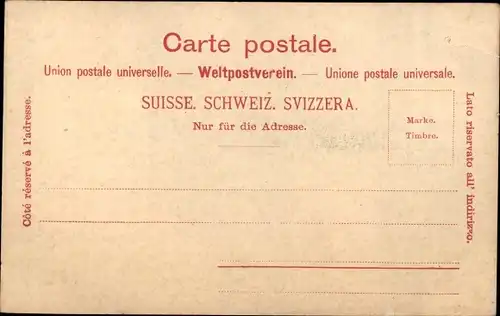 Carte postale.
Union postale universelle. — Weltpostverein. — Unione postale universale.
SUISSE. SCHWEIZ. SVIZZERA.
Nur für die Adresse.
Marke.
Timbre.
Côté réservé à l'adresse.
Lato riservato all' indirizzo.